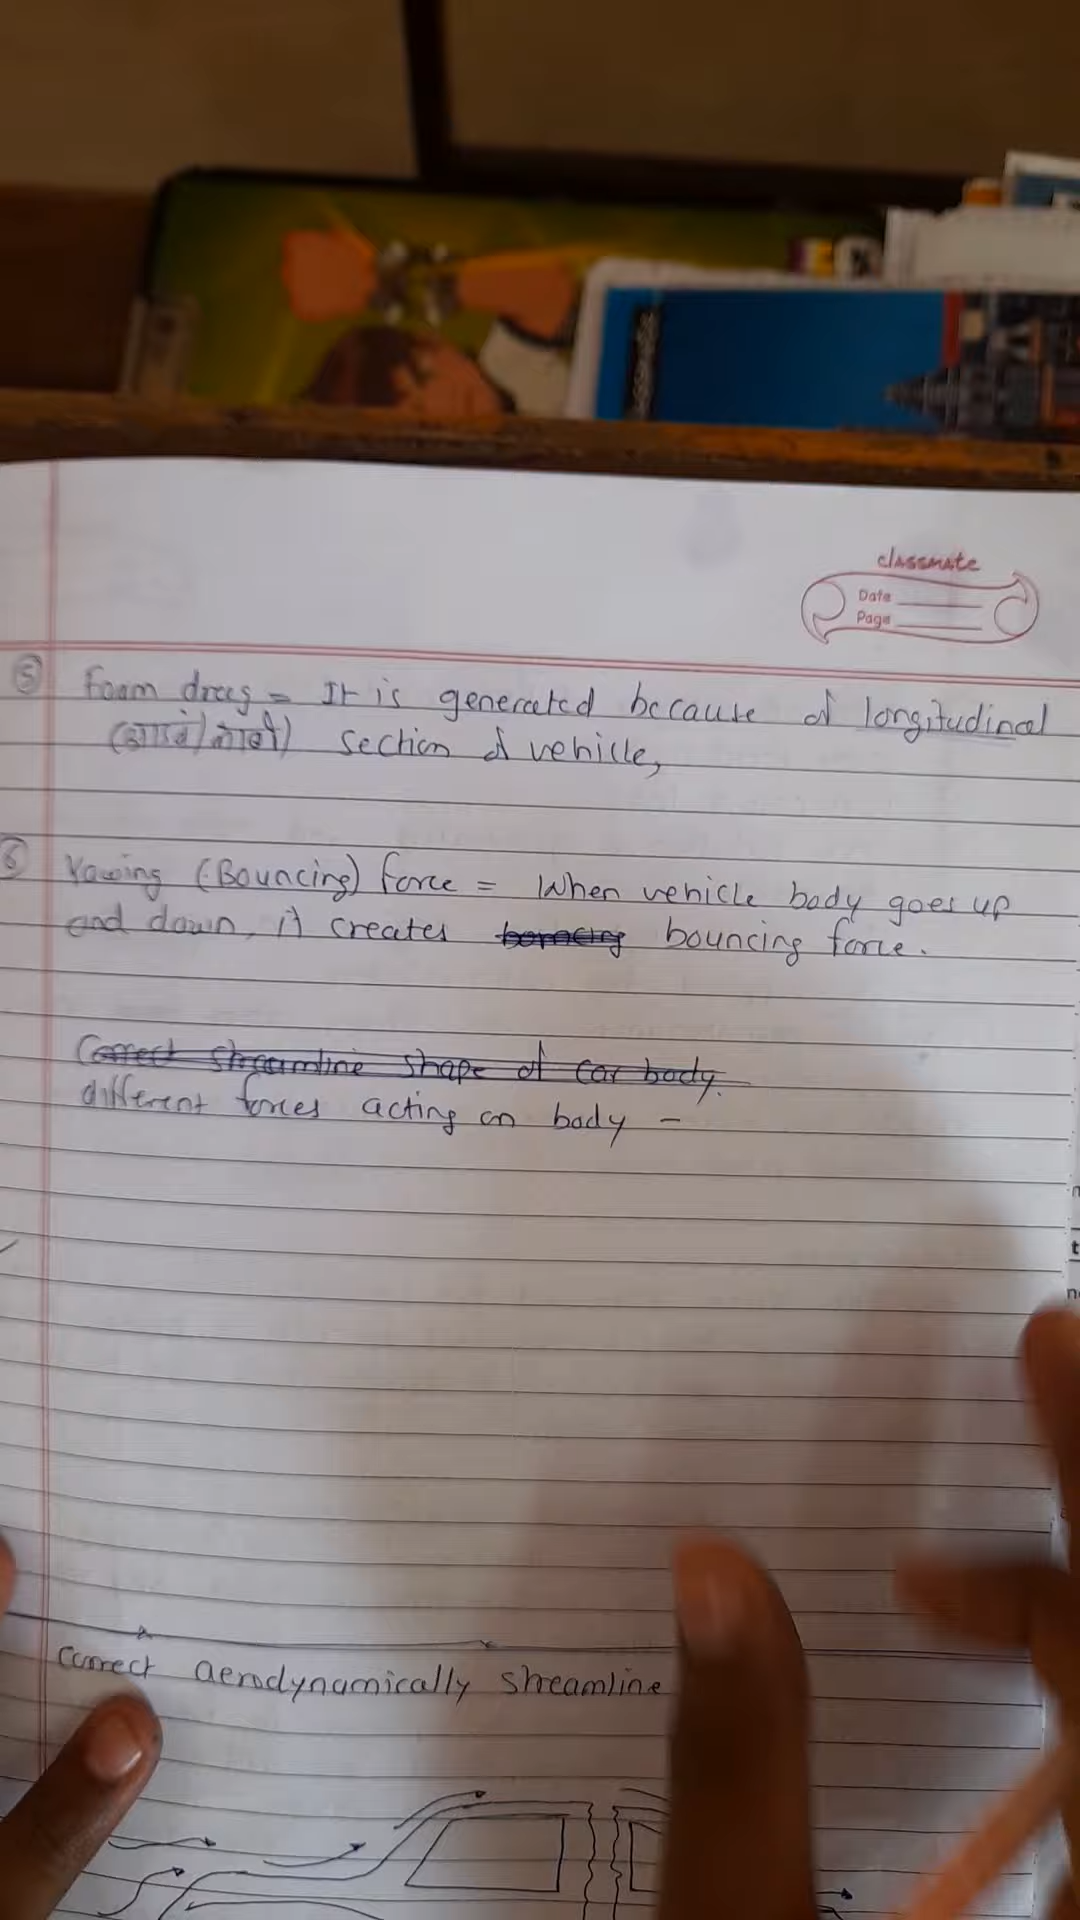 classmate
Date
Page
⑤ Foam drag = It is generated because of longitudinal
section of vehicle,
⑥ Yawing (Bouncing) force = When vehicle body goes up
and down, it creates bouncing force.
Correct streamline shape of car body.
different forces acting on body -
Correct aerodynamically streamline